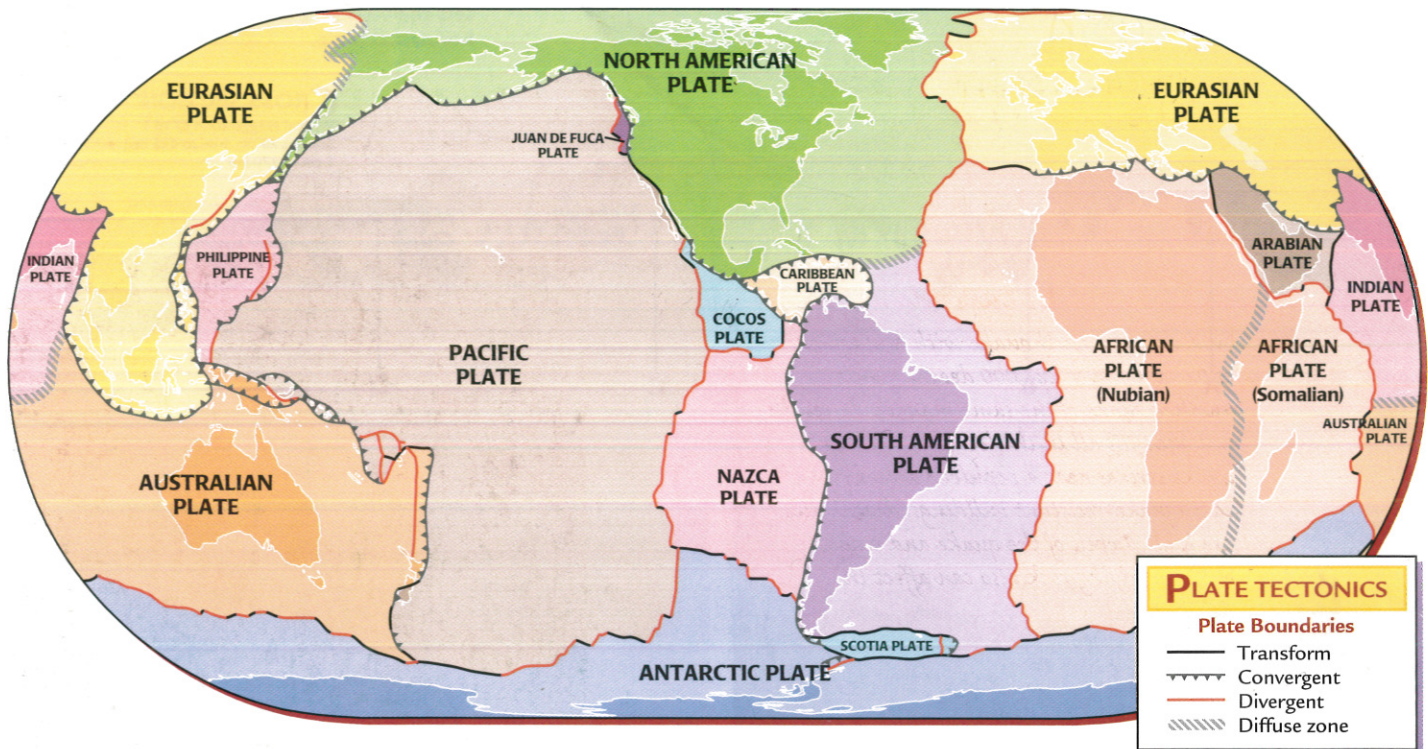 NORTH AMERICAN
PLATE
EURASIAN
PLATE
EURASIAN
PLATE
JUAN DE FUCA
PLATE
INDIAN
PLATE
PHILIPPINE
PLATE
CARIBBEAN
PLATE
ARABIAN
PLATE
INDIAN
PLATE
COCOS
PLATE
PACIFIC
PLATE
AFRICAN
PLATE
(Nubian)
AFRICAN
PLATE
(Somalian)
AUSTRALIAN
PLATE
SOUTH AMERICAN
PLATE
NAZCA
PLATE
AUSTRALIAN
PLATE
SCOTIA PLATE
ANTARCTIC PLATE
PLATE TECTONICS
Plate Boundaries
Transform
Convergent
Divergent
Diffuse zone